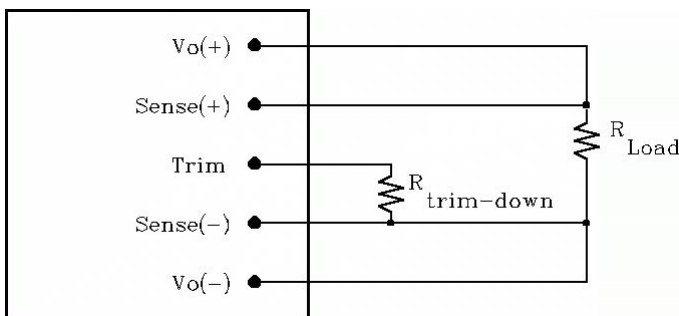 Vo(+)
Sense(+)
Trim
Sense(-)
Vo(-)
R
Load
R
trim-down